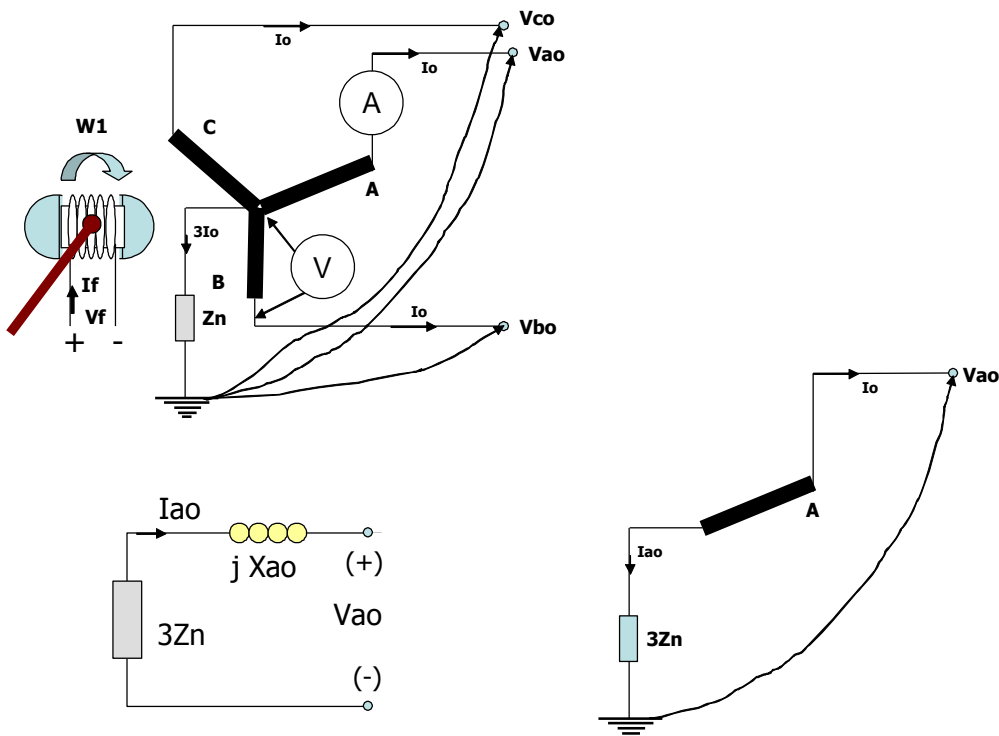 Vco
Io
Vao
Io
A
W1
C
A
3Io
V
B
If
Zn
Io
Vf
Vbo
+ -
Vao
Io
A
Iao
j Xao
(+)
Iao
Vao
3Zn
3Zn
(-)